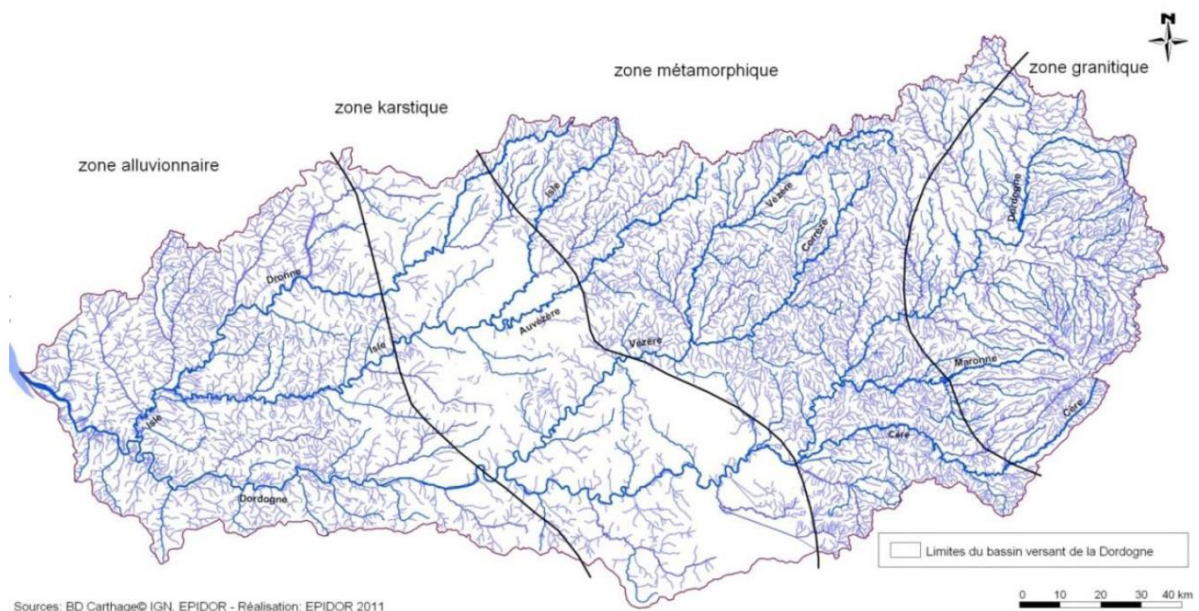 N
zone métamorphique
zone granitique
zone karstique
zone alluvionnaire
Isle
Vézère
Corrèze
Dordogne
Dronne
Auvézère
Isle
Vézère
Maronne
Cère
Isle
Cère
Dordogne
Limites du bassin versant de la Dordogne
0 10 20 30 40 km
Sources: BD Carthage© IGN, EPIDOR - Réalisation: EPIDOR 2011